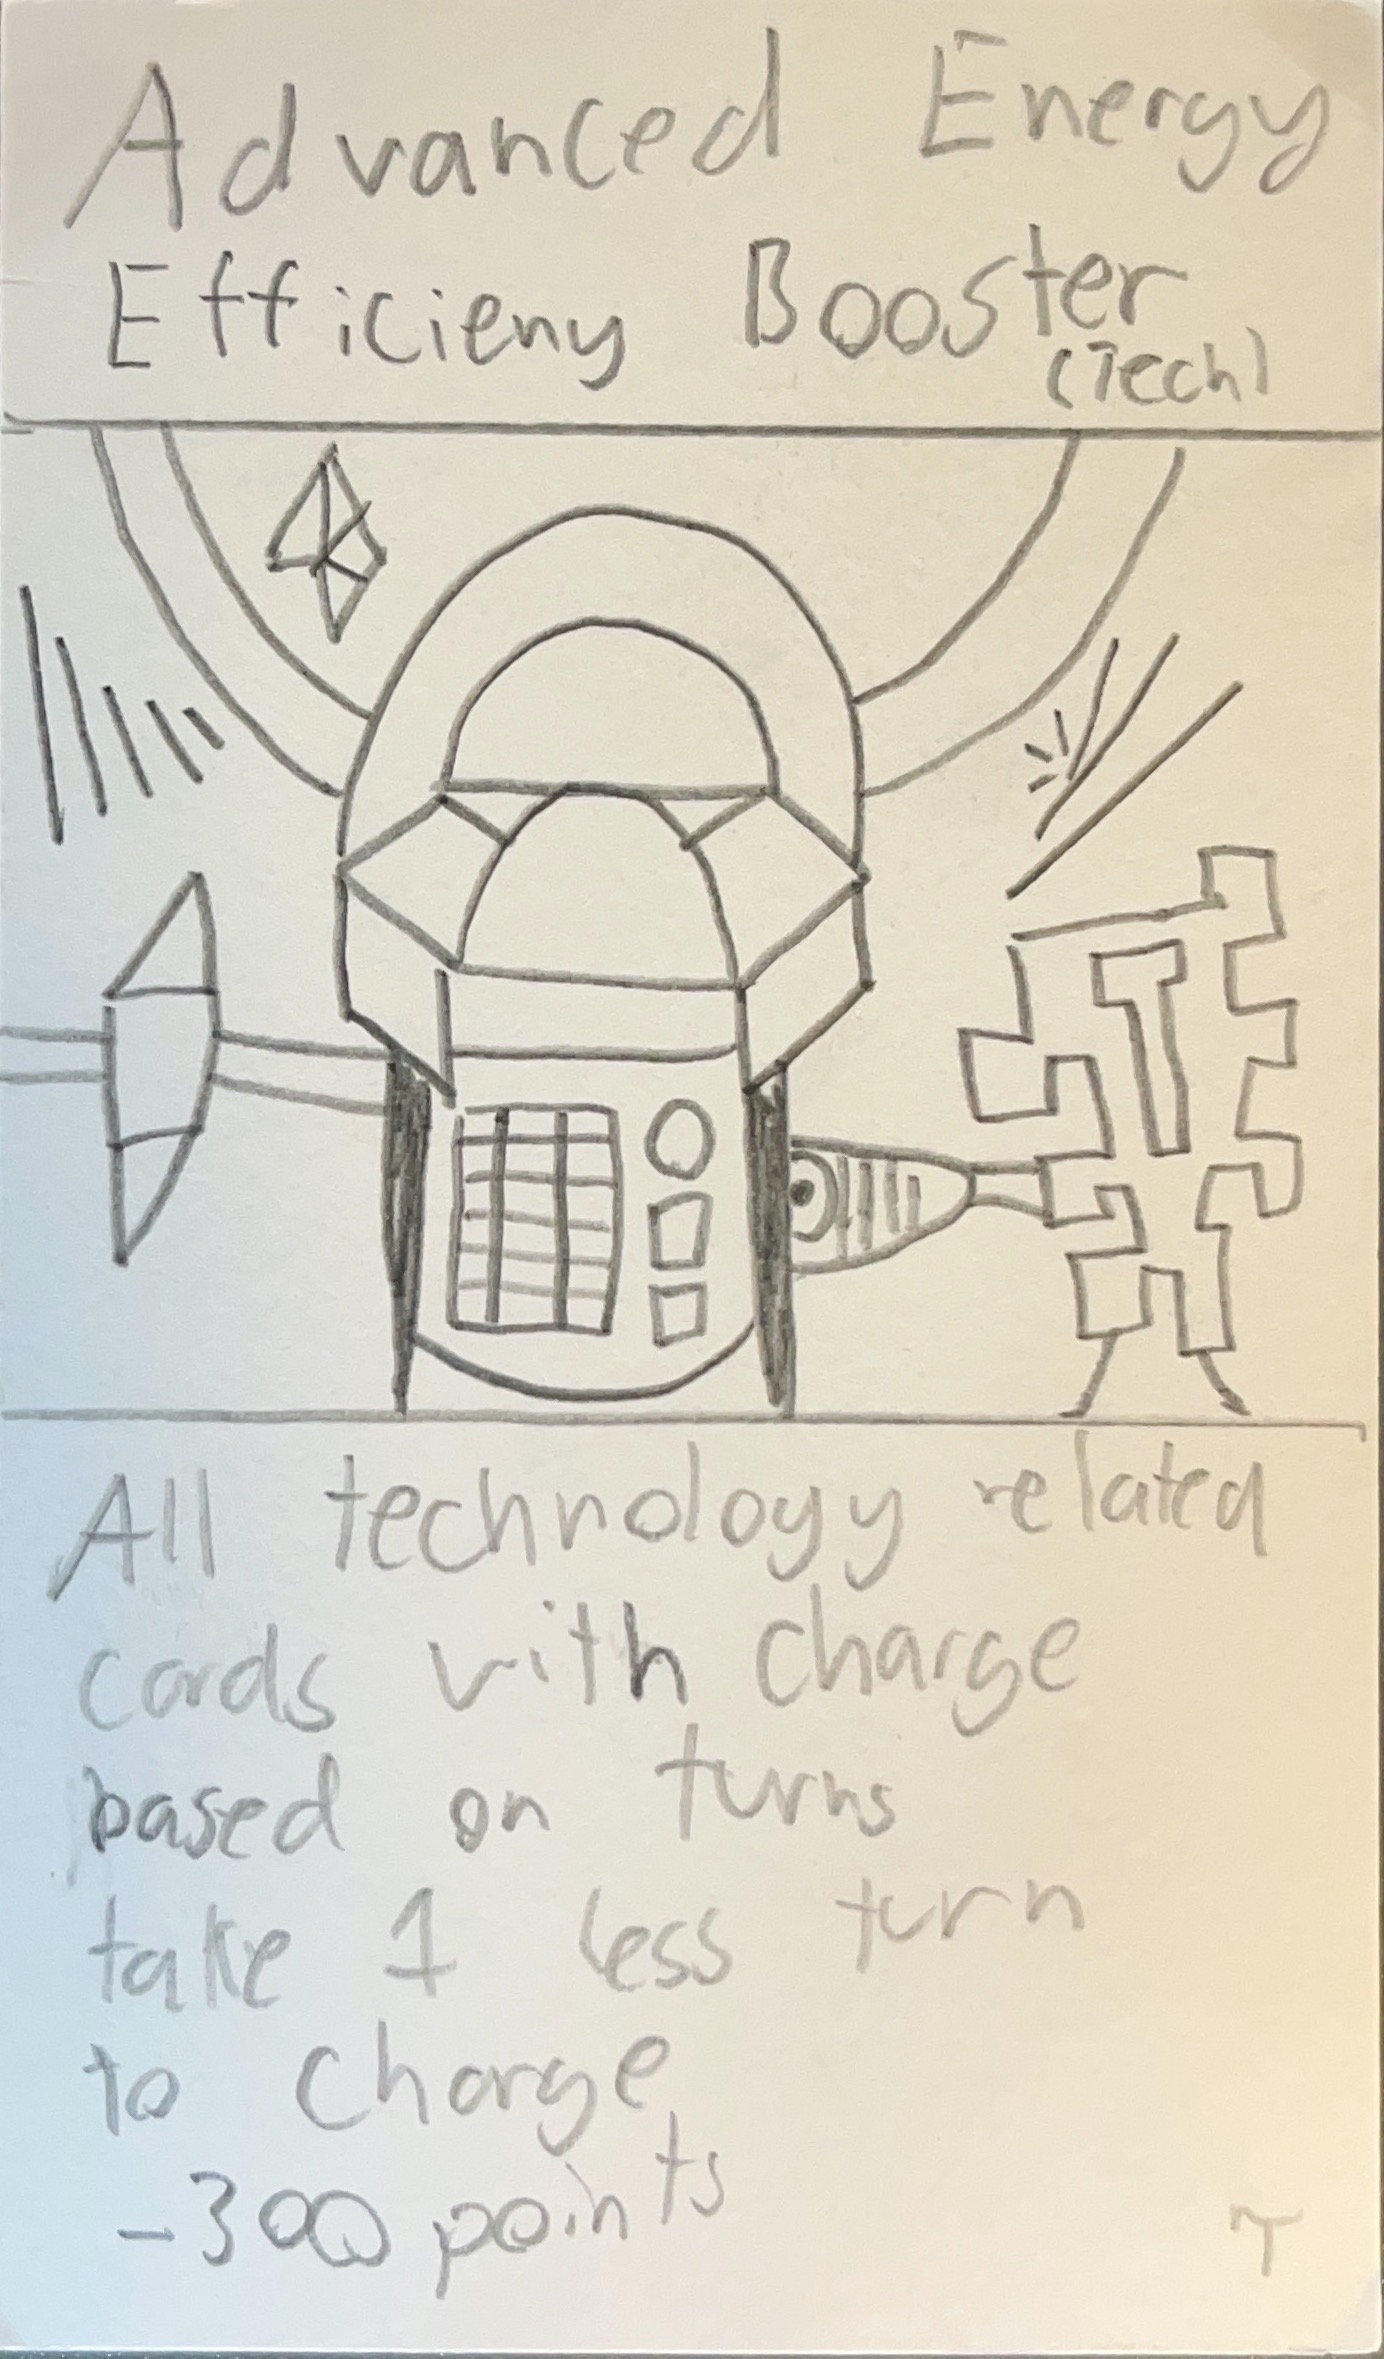 Advanced Energy
Efficieny Booster
(Tech)
All technology related
cards with charge
based on turns
take 1 less turn
to charge
-300 points
T